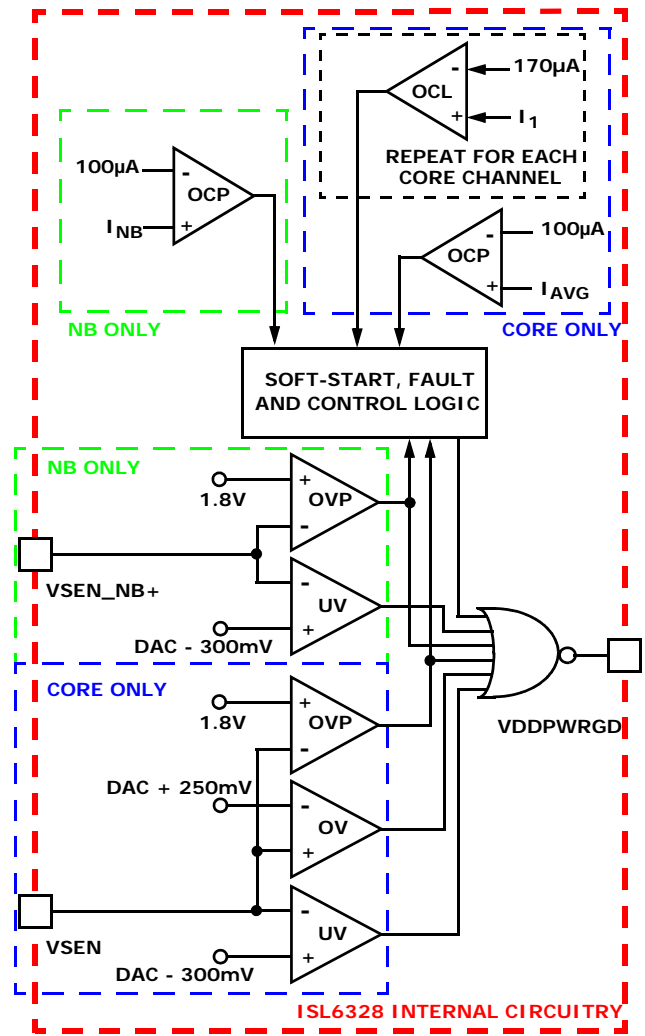 170µA
-
OCL
+
I1
REPEAT FOR EACH
CORE CHANNEL
100µA
-
OCP
INB
+
-
100µA
OCP
+
IAVG
NB ONLY
CORE ONLY
SOFT-START, FAULT
AND CONTROL LOGIC
NB ONLY
+
1.8V
OVP
-
VSEN_NB+
-
UV
DAC - 300mV
+
CORE ONLY
+
1.8V
OVP
-
VDDPWRGD
DAC + 250mV
-
OV
+
-
VSEN
UV
DAC - 300mV
+
ISL6328 INTERNAL CIRCUITRY